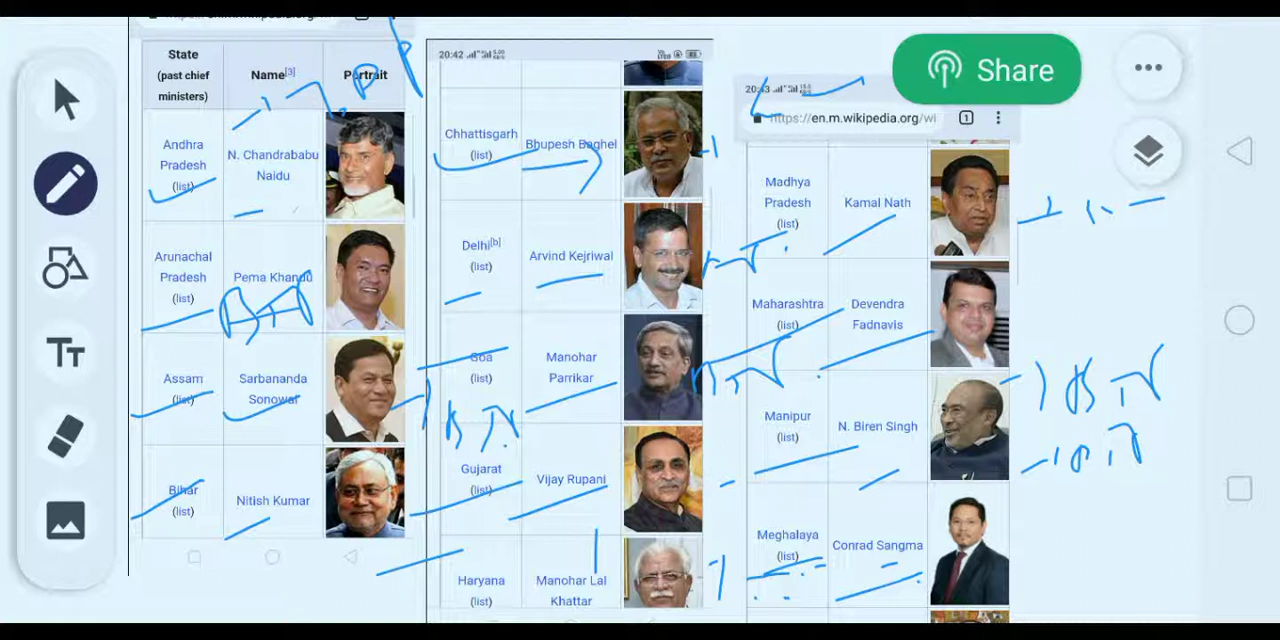 State
(past chief
ministers)
Name[3]
Portrait
Andhra
Pradesh
(list)
N. Chandrababu
Naidu
Arunachal
Pradesh
(list)
Pema Khandu
Assam
(list)
Sarbananda
Sonowal
Bihar
(list)
Nitish Kumar
20:42
Chhattisgarh
(list)
Bhupesh Baghel
Delhi[b]
(list)
Arvind Kejriwal
Goa
(list)
Manohar
Parrikar
Gujarat
(list)
Vijay Rupani
Haryana
(list)
Manohar Lal
Khattar
20:43
https://en.m.wikipedia.org/wi
1
Madhya
Pradesh
(list)
Kamal Nath
Maharashtra
(list)
Devendra
Fadnavis
Manipur
(list)
N. Biren Singh
Meghalaya
(list)
Conrad Sangma
Share
TT